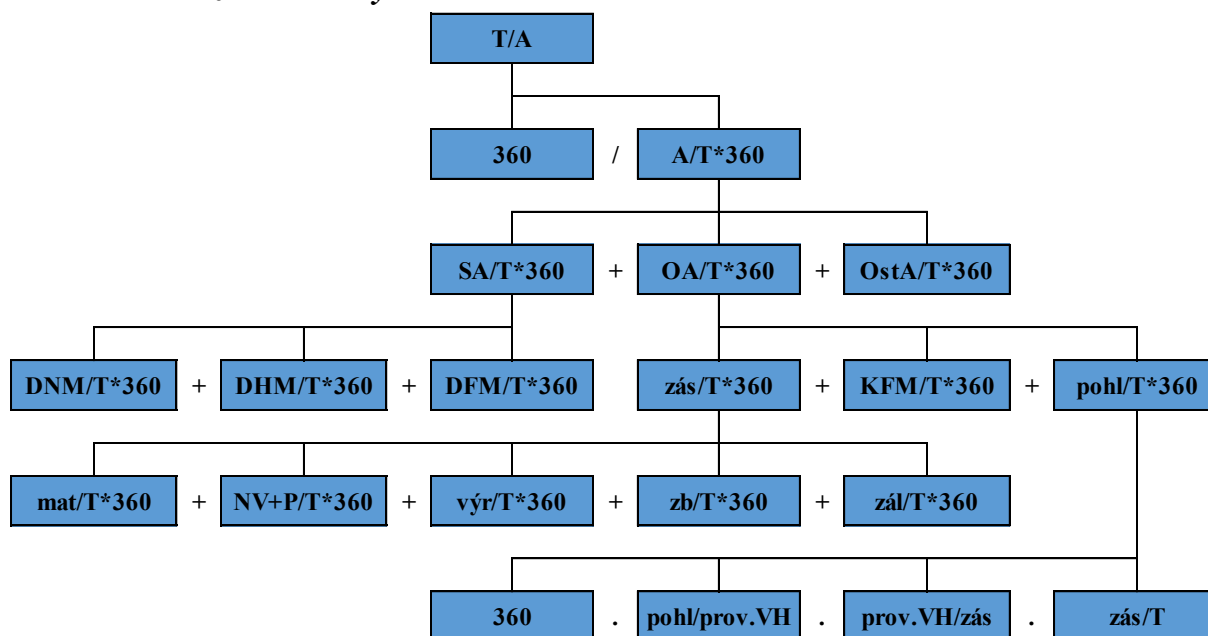 T/A
360 / A/T*360
SA/T*360 + OA/T*360 + OstA/T*360
DNM/T*360 + DHM/T*360 + DFM/T*360 zás/T*360 + KFM/T*360 + pohl/T*360
mat/T*360 + NV+P/T*360 + výr/T*360 + zb/T*360 + zál/T*360
360 . pohl/prov.VH . prov.VH/zás . zás/T